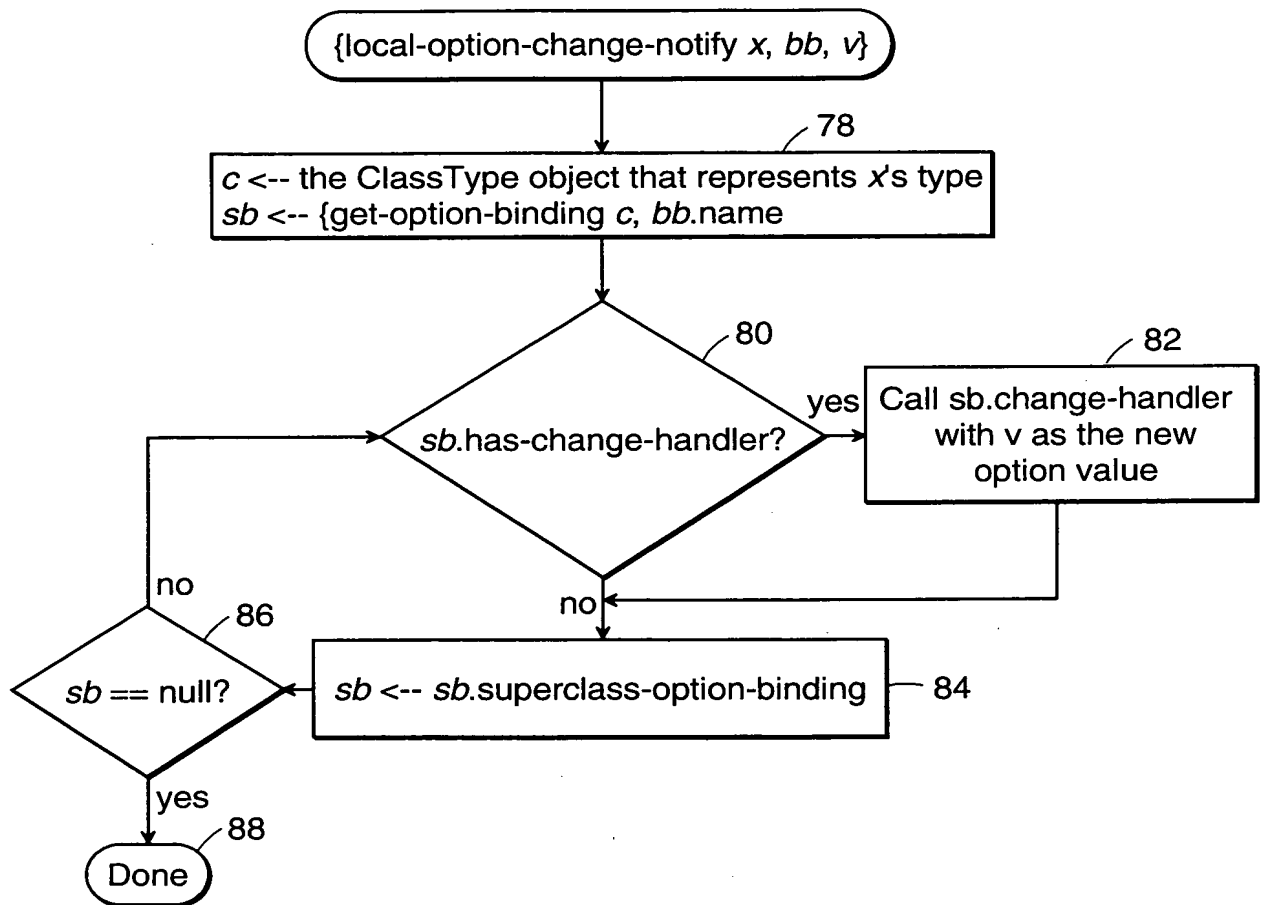 {local-option-change-notify x, bb, v}
78
c <-- the ClassType object that represents x's type
sb <-- {get-option-binding c, bb.name
80
sb.has-change-handler?
yes
82
Call sb.change-handler
with v as the new
option value
no
no
86
sb == null?
sb <-- sb.superclass-option-binding
84
yes
88
Done